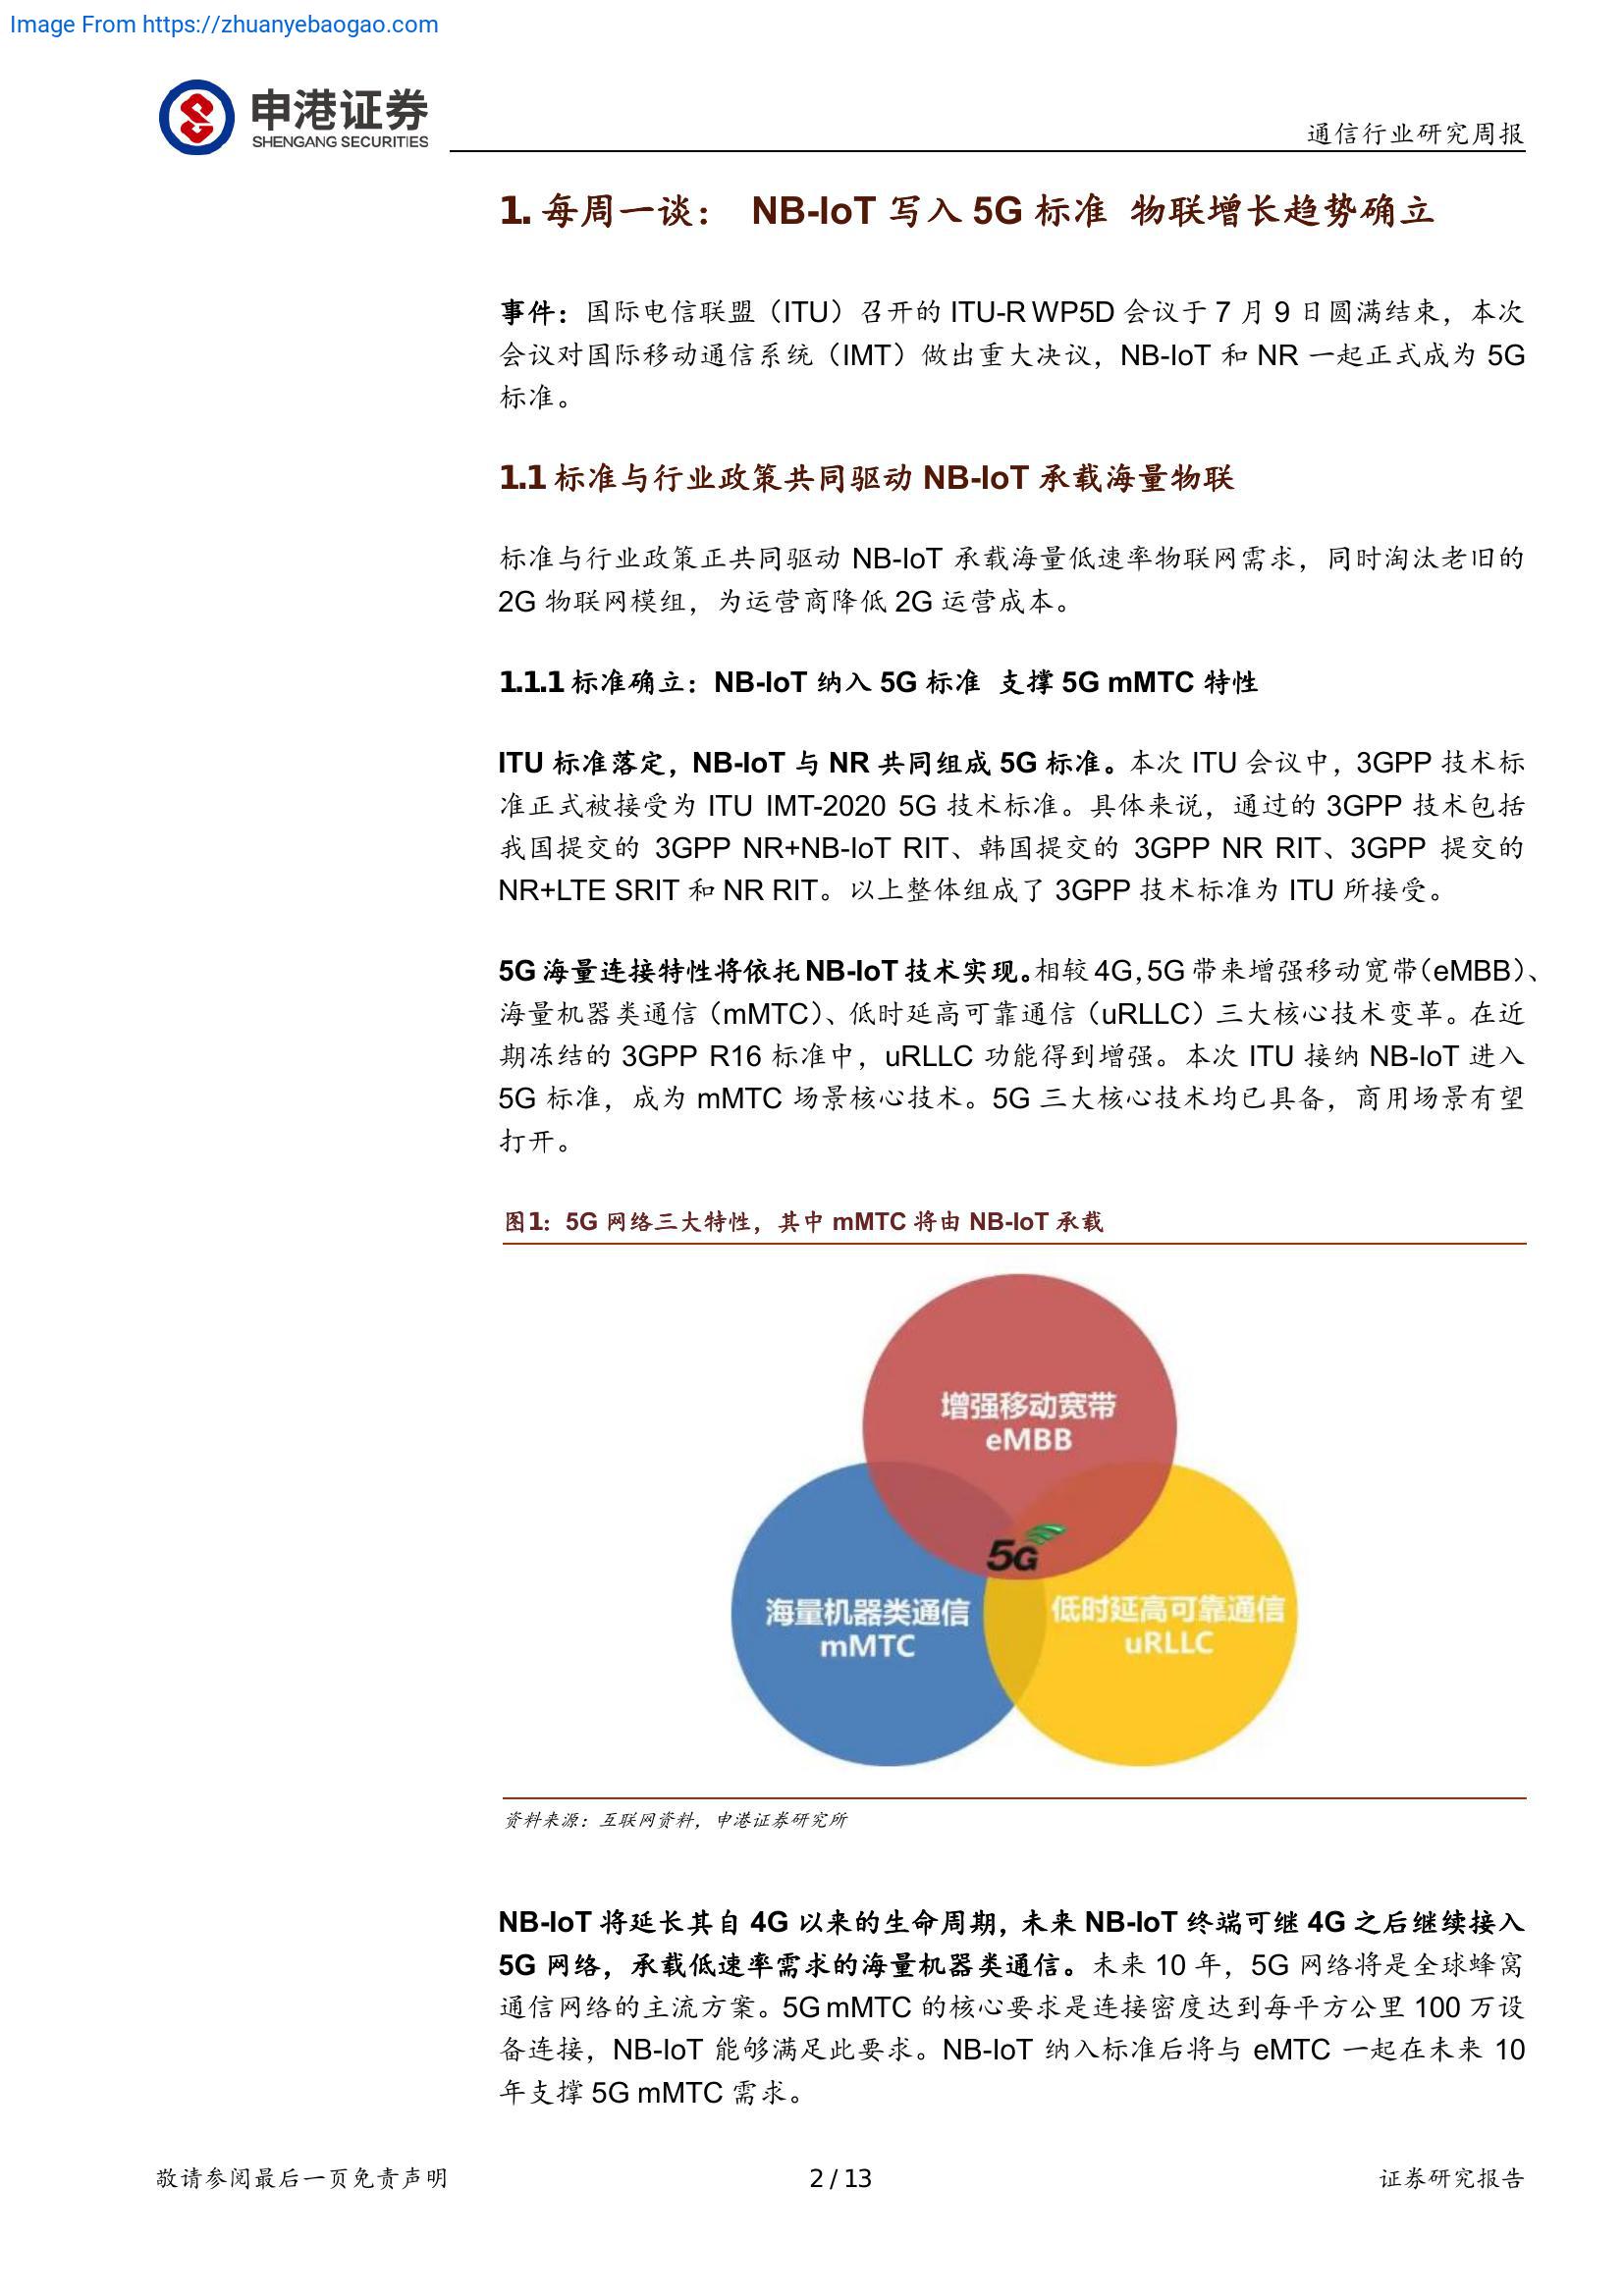 Image From https://zhuanyebaogao.com
申港证券
SHENGANG SECURITIES
通信行业研究周报
1. 每周一谈： NB-IoT 写入 5G 标准 物联增长趋势确立
事件：国际电信联盟（ITU）召开的 ITU-R WP5D 会议于 7 月 9 日圆满结束，本次
会议对国际移动通信系统（IMT）做出重大决议，NB-IoT 和 NR 一起正式成为 5G
标准。
1.1 标准与行业政策共同驱动 NB-IoT 承载海量物联
标准与行业政策正共同驱动 NB-IoT 承载海量低速率物联网需求，同时淘汰老旧的
2G 物联网模组，为运营商降低 2G 运营成本。
1.1.1 标准确立：NB-IoT 纳入 5G 标准 支撑 5G mMTC 特性
ITU 标准落定，NB-IoT 与 NR 共同组成 5G 标准。本次 ITU 会议中，3GPP 技术标
准正式被接受为 ITU IMT-2020 5G 技术标准。具体来说，通过的 3GPP 技术包括
我国提交的 3GPP NR+NB-IoT RIT、韩国提交的 3GPP NR RIT、3GPP 提交的
NR+LTE SRIT 和 NR RIT。以上整体组成了 3GPP 技术标准为 ITU 所接受。
5G 海量连接特性将依托 NB-IoT 技术实现。相较 4G，5G 带来增强移动宽带（eMBB）、
海量机器类通信（mMTC）、低时延高可靠通信（uRLLC）三大核心技术变革。在近
期冻结的 3GPP R16 标准中，uRLLC 功能得到增强。本次 ITU 接纳 NB-IoT 进入
5G 标准，成为 mMTC 场景核心技术。5G 三大核心技术均已具备，商用场景有望
打开。
图1：5G 网络三大特性，其中 mMTC 将由 NB-IoT 承载
增强移动宽带
eMBB
5G
海量机器类通信
mMTC
低时延高可靠通信
uRLLC
资料来源：互联网资料，申港证券研究所
NB-IoT 将延长其自 4G 以来的生命周期，未来 NB-IoT 终端可继 4G 之后继续接入
5G 网络，承载低速率需求的海量机器类通信。未来 10 年，5G 网络将是全球蜂窝
通信网络的主流方案。5G mMTC 的核心要求是连接密度达到每平方公里 100 万设
备连接，NB-IoT 能够满足此要求。NB-IoT 纳入标准后将与 eMTC 一起在未来 10
年支撑 5G mMTC 需求。
敬请参阅最后一页免责声明
2 / 13
证券研究报告